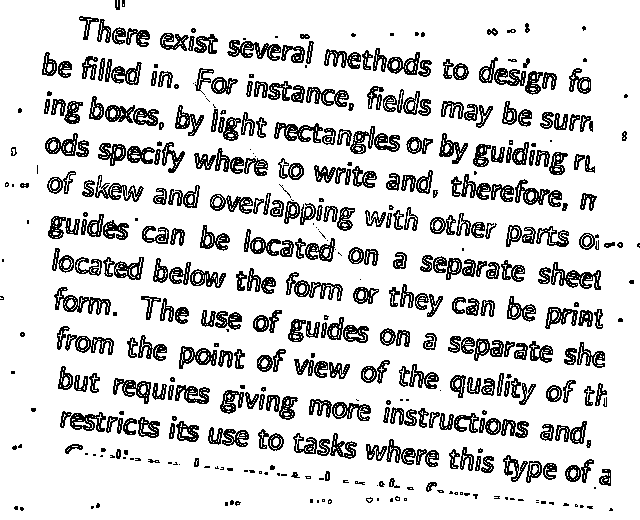 There exist several methods to design fo
be filled in. For instance, fields may be surr
ing boxes, by light rectangles or by guiding ru
ods specify where to write and, therefore, m
of skew and overlapping with other parts o
guides can be located on a separate sheet
located below the form or they can be print
form. The use of guides on a separate she
from the point of view of the quality of th
but requires giving more instructions and,
restricts its use to tasks where this type of a